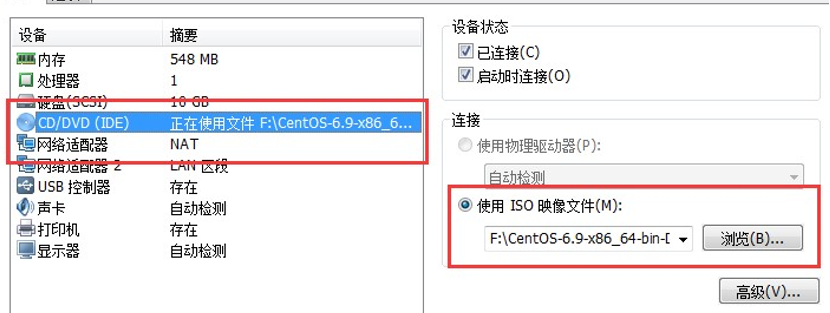 设备 摘要
内存 548 MB
处理器 1
硬盘(SCSI) 10 GB
CD/DVD (IDE) 正在使用文件 F:\CentOS-6.9-x86_6...
网络适配器 NAT
网络适配器 2 LAN 区段
USB 控制器 存在
声卡 自动检测
打印机 存在
显示器 自动检测
设备状态
已连接(C)
启动时连接(O)
连接
使用物理驱动器(P):
自动检测
使用 ISO 映像文件(M):
F:\CentOS-6.9-x86_64-bin-D
浏览(B)...
高级(V)...